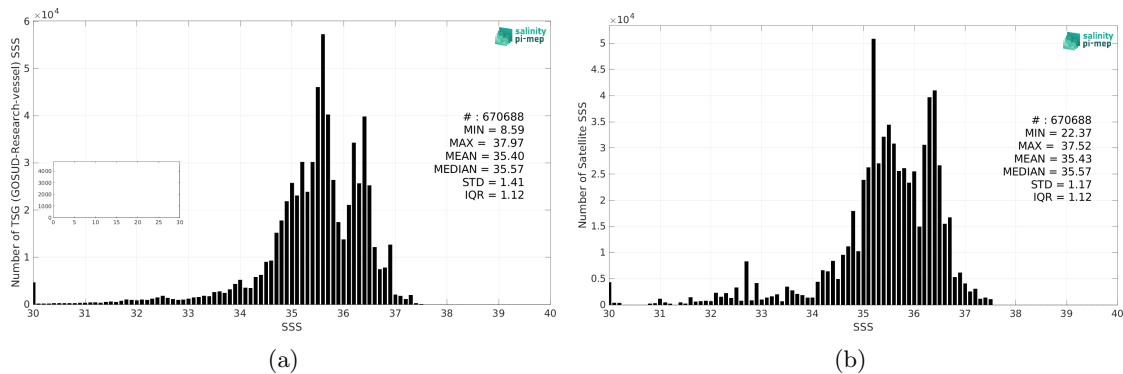 ×10⁴
6
5
4
3
2
1
0
30 31 32 33 34 35 36 37 38 39 40
SSS
Number of TSG (GOSUD-Research-vessel) SSS
salinity
pi-mep
# : 670688
MIN = 8.59
MAX = 37.97
MEAN = 35.40
MEDIAN = 35.57
STD = 1.41
IQR = 1.12
4000
3000
2000
1000
0
0 5 10 15 20 25 30
(a)
×10⁴
5
4.5
4
3.5
3
2.5
2
1.5
1
0.5
0
30 31 32 33 34 35 36 37 38 39 40
SSS
Number of Satellite SSS
salinity
pi-mep
# : 670688
MIN = 22.37
MAX = 37.52
MEAN = 35.43
MEDIAN = 35.57
STD = 1.17
IQR = 1.12
(b)